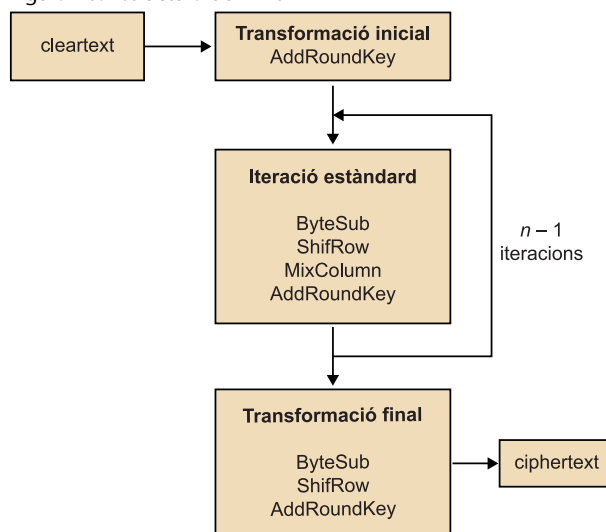 cleartext
Transformació inicial
AddRoundKey
Iteració estàndard
ByteSub
ShifRow
MixColumn
AddRoundKey
n – 1
iteracions
Transformació final
ByteSub
ShifRow
AddRoundKey
ciphertext